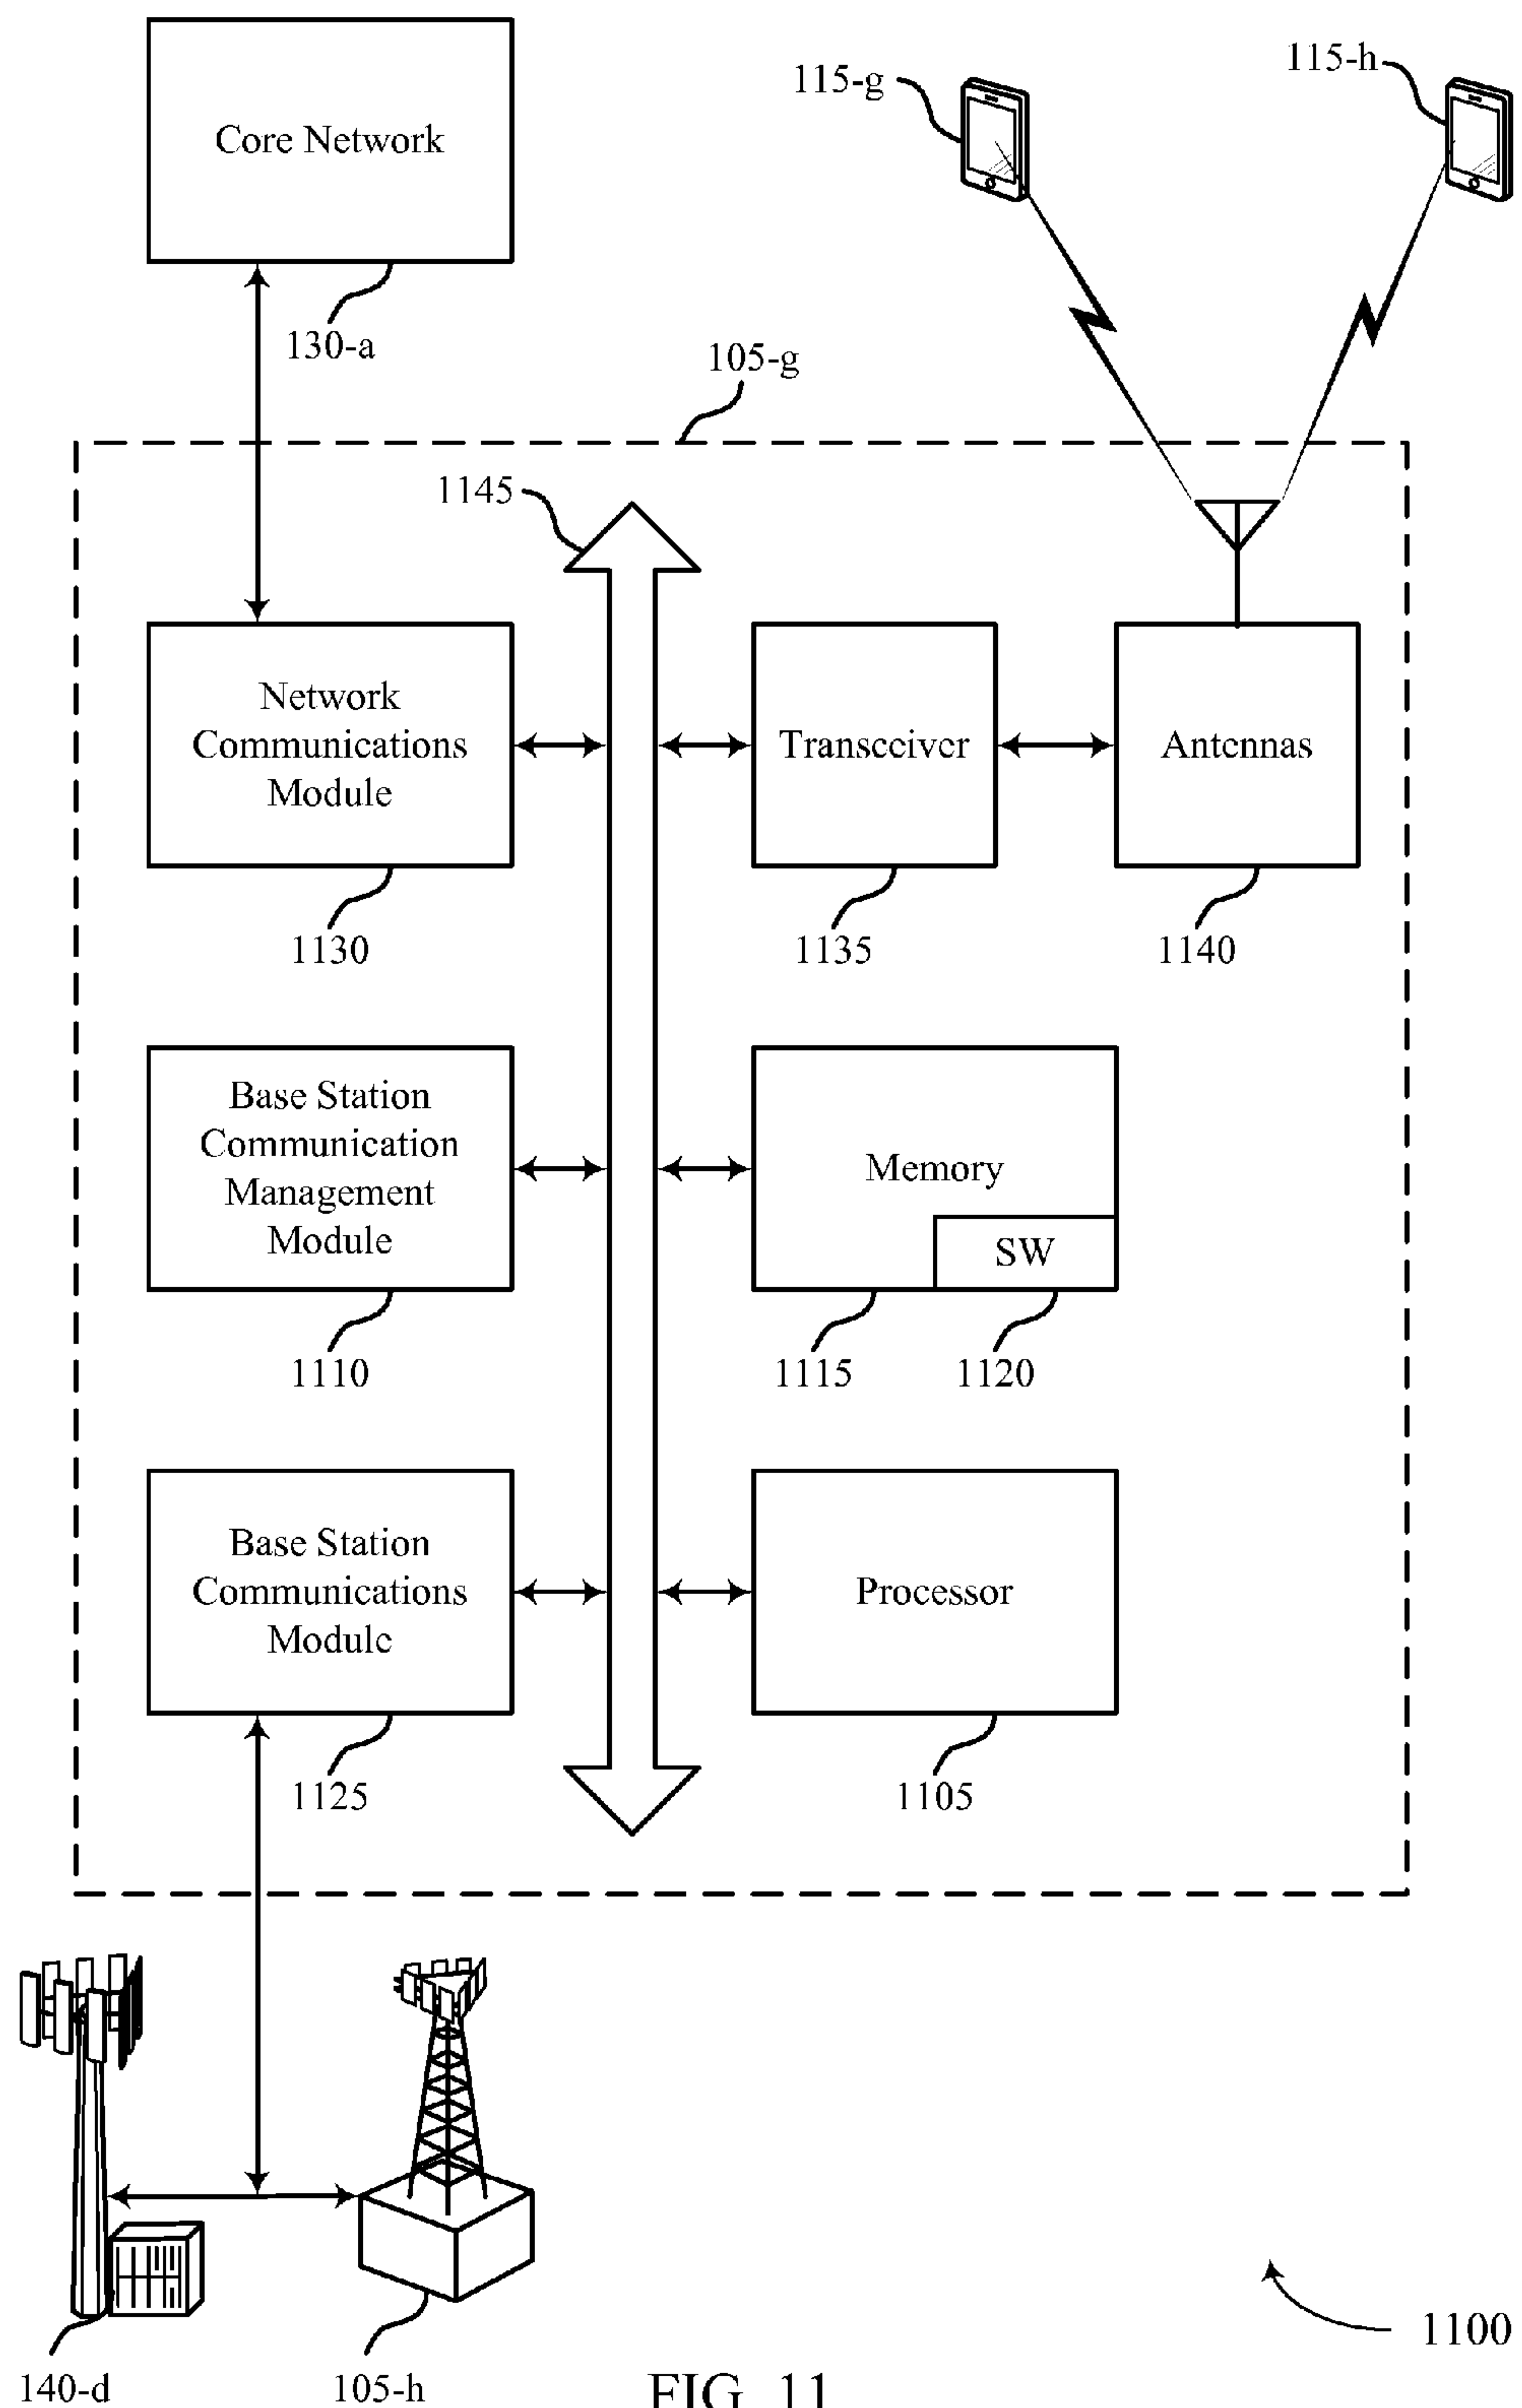 Core Network
130-a
115-g
115-h
105-g
1145
Network
Communications
Module
1130
Transceiver
1135
Antennas
1140
Base Station
Communication
Management
Module
1110
Memory
SW
1115
1120
Base Station
Communications
Module
1125
Processor
1105
140-d
105-h
1100
FIG. 11